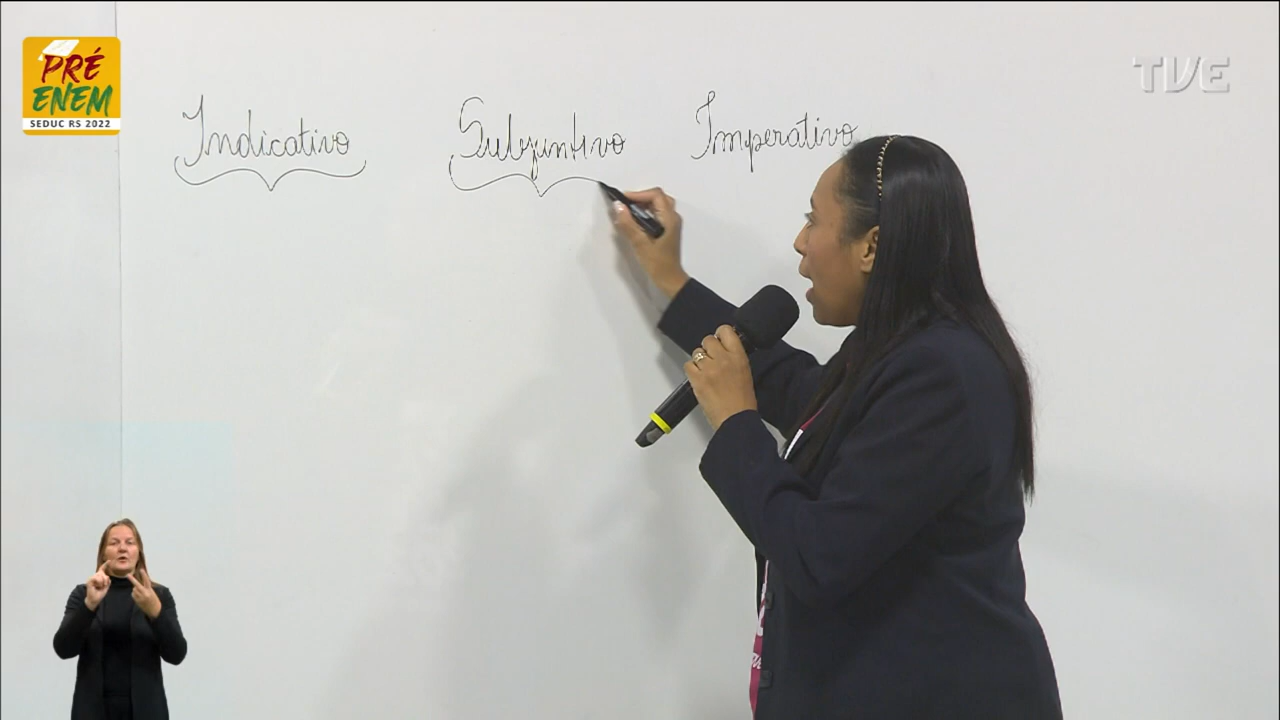 PRÉ
ENEM
SEDUC RS 2022
TVE
Indicativo Subjuntivo Imperativo